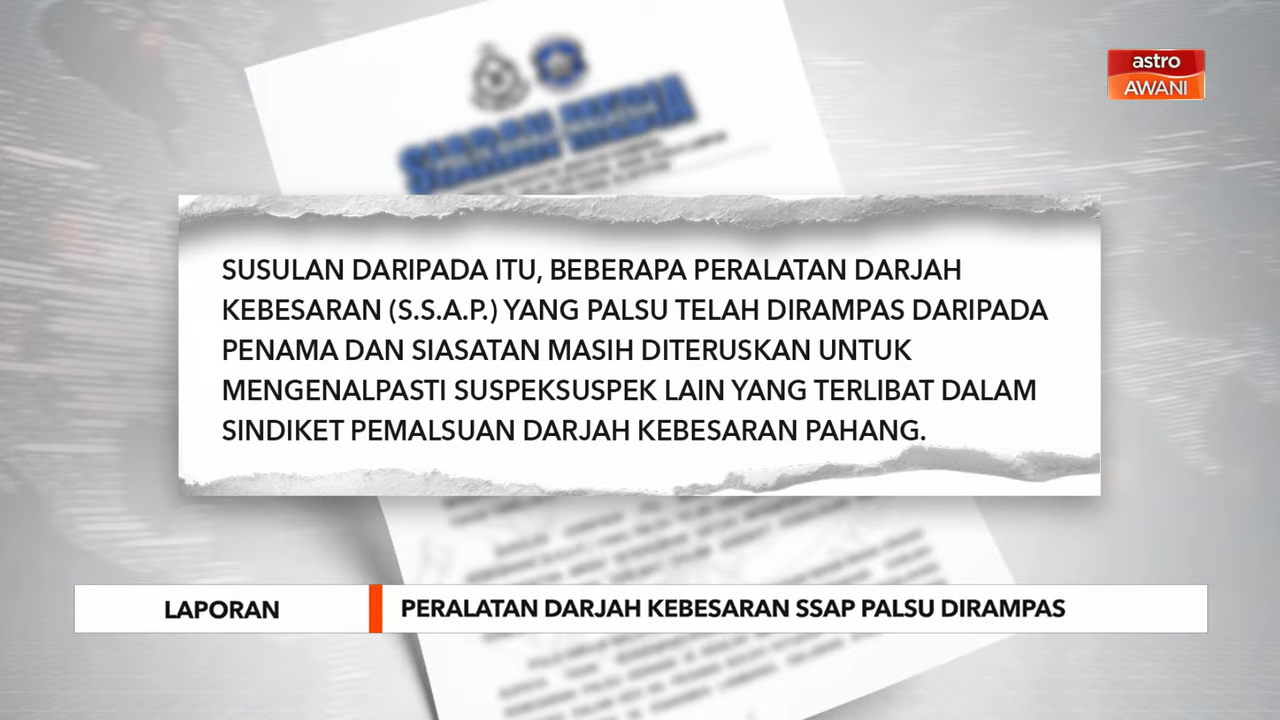 astro
AWANI
SIARAN MEDIA
SUSULAN DARIPADA ITU, BEBERAPA PERALATAN DARJAH
KEBESARAN (S.S.A.P.) YANG PALSU TELAH DIRAMPAS DARIPADA
PENAMA DAN SIASATAN MASIH DITERUSKAN UNTUK
MENGENALPASTI SUSPEKSUSPEK LAIN YANG TERLIBAT DALAM
SINDIKET PEMALSUAN DARJAH KEBESARAN PAHANG.
LAPORAN
PERALATAN DARJAH KEBESARAN SSAP PALSU DIRAMPAS